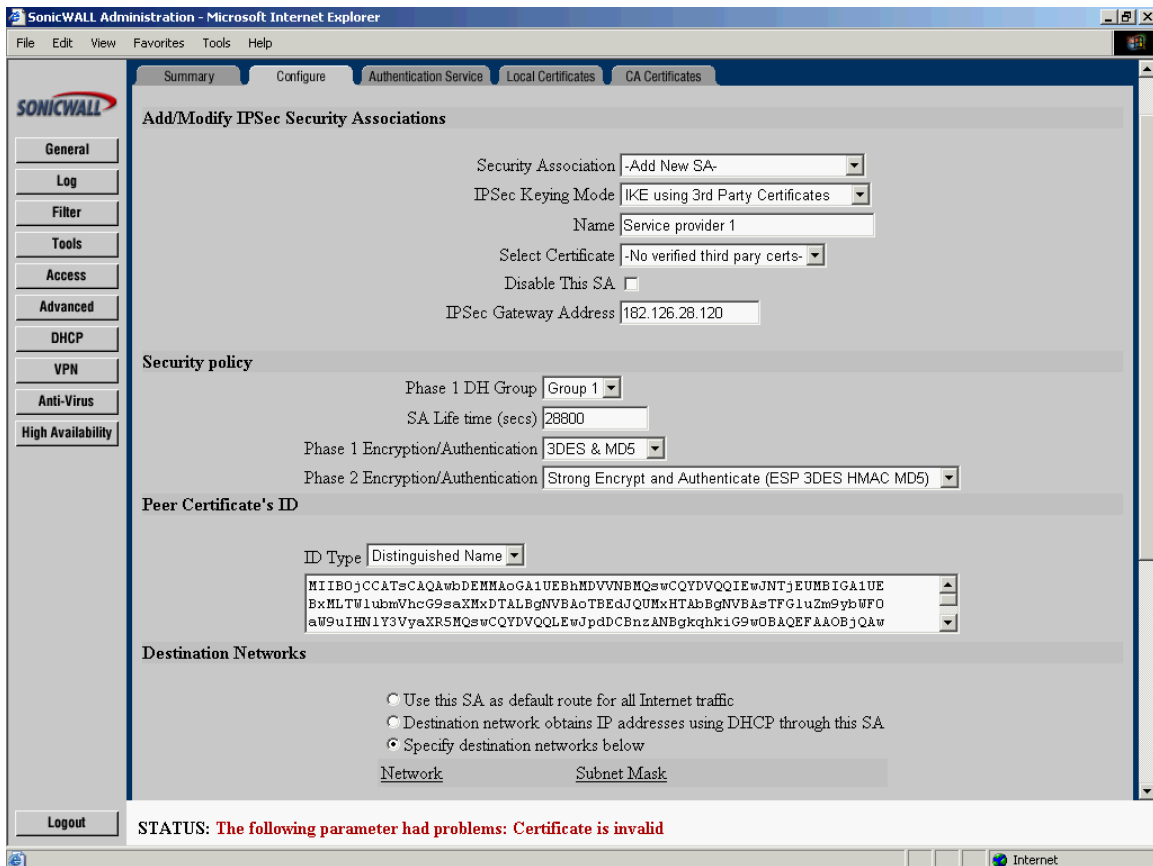 SonicWALL Administration - Microsoft Internet Explorer
File Edit View Favorites Tools Help
Summary Configure Authentication Service Local Certificates CA Certificates
SONICWALL
Add/Modify IPSec Security Associations
General
Log
Filter
Tools
Access
Advanced
DHCP
VPN
Anti-Virus
High Availability
Security Association -Add New SA-
IPSec Keying Mode IKE using 3rd Party Certificates
Name Service provider 1
Select Certificate -No verified third pary certs-
Disable This SA
IPSec Gateway Address 182.126.28.120
Security policy
Phase 1 DH Group Group 1
SA Life time (secs) 28800
Phase 1 Encryption/Authentication 3DES & MD5
Phase 2 Encryption/Authentication Strong Encrypt and Authenticate (ESP 3DES HMAC MD5)
Peer Certificate's ID
ID Type Distinguished Name
MIIBOjCCATsCAQAwbDEMMAoGA1UEBhMDVVNBMQswCQYDVQQIEwJNTjEUMBIGA1UE
BxMLTW1ubmVhcG9saXMxDTALBgNVBAoTBEdJQUMxHTAbBgNVBAsTFG1uZm9ybWF0
aW9uIHN1Y3VyaXR5MQswCQYDVQQLEwJpdDCBnzANBgkqhkiG9w0BAQEFAAOBjQAw
Destination Networks
Use this SA as default route for all Internet traffic
Destination network obtains IP addresses using DHCP through this SA
Specify destination networks below
Network Subnet Mask
Logout
STATUS: The following parameter had problems: Certificate is invalid
Internet